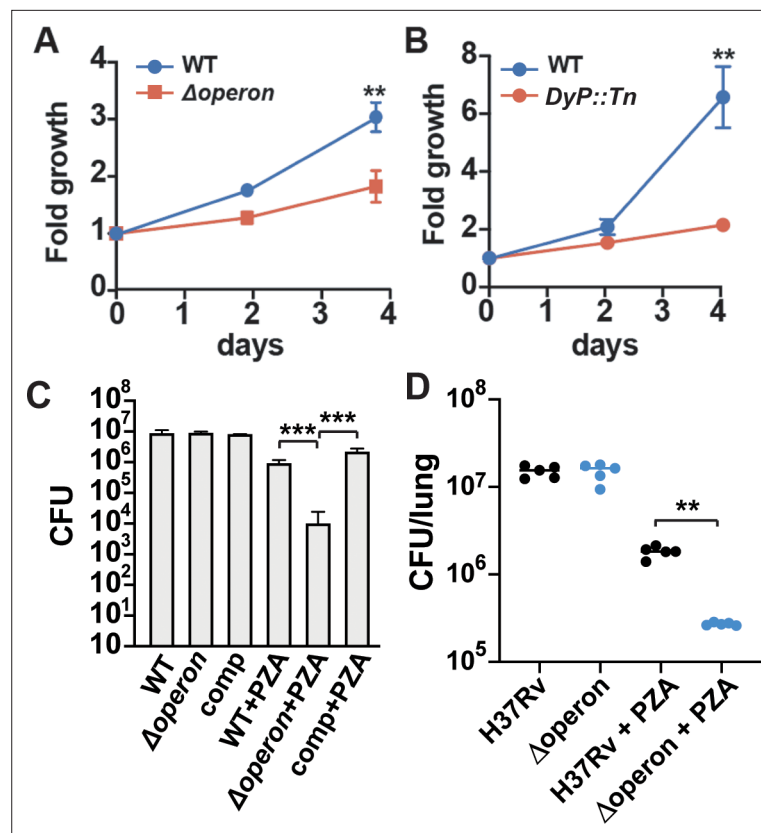 A
WT
Δoperon
**
Fold growth
4
3
2
1
0
0 1 2 3 4
days
B
WT
DyP::Tn
**
Fold growth
8
6
4
2
0
0 1 2 3 4
days
C
***
***
CFU
10⁸
10⁷
10⁶
10⁵
10⁴
10³
10²
10¹
10
WT
Δoperon
comp
WT+PZA
Δoperon+PZA
comp+PZA
D
**
CFU/lung
10⁸
10⁷
10⁶
10⁵
H37Rv
Δoperon
H37Rv + PZA
Δoperon + PZA